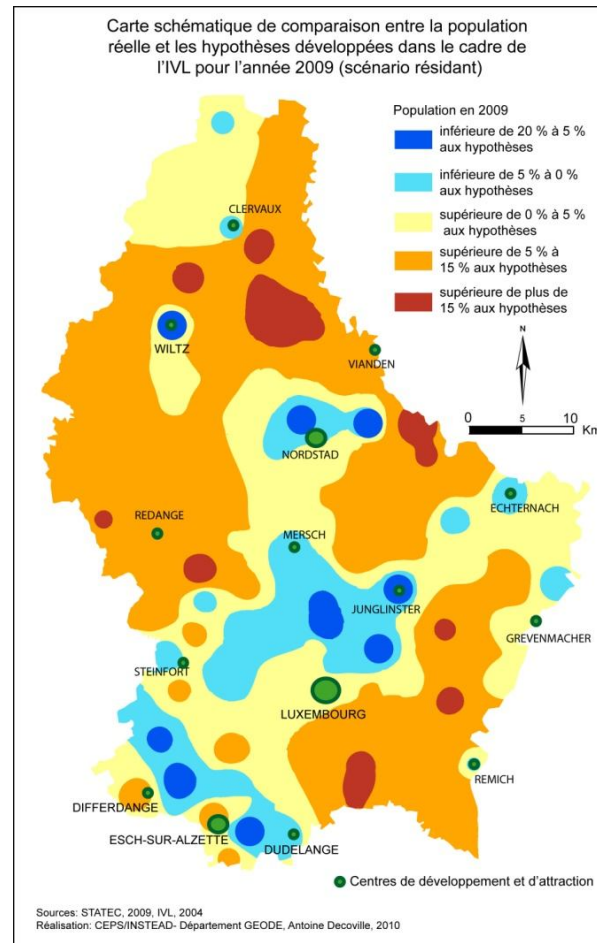 Carte schématique de comparaison entre la population
réelle et les hypothèses développées dans le cadre de
l'IVL pour l'année 2009 (scénario résidant)
Population en 2009
inférieure de 20 % à 5 %
aux hypothèses
inférieure de 5 % à 0 %
aux hypothèses
supérieure de 0 % à 5 %
aux hypothèses
supérieure de 5 % à
15 % aux hypothèses
supérieure de plus de
15 % aux hypothèses
N
0 5 10
Km
CLERVAUX
WILTZ
VIANDEN
NORDSTAD
ECHTERNACH
REDANGE
MERSCH
JUNGLINSTER
GREVENMACHER
STEINFORT
LUXEMBOURG
REMICH
DIFFERDANGE
ESCH-SUR-ALZETTE
DUDELANGE
Centres de développement et d'attraction
Sources: STATEC, 2009, IVL, 2004
Réalisation: CEPS/INSTEAD- Département GEODE, Antoine Decoville, 2010